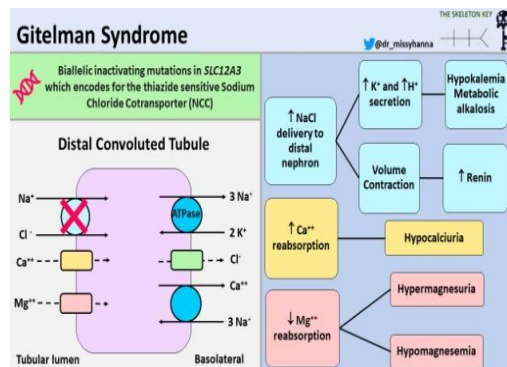 THE SKELETON KEY
Gitelman Syndrome
@dr_missyhanna
Biallelic inactivating mutations in SLC12A3
which encodes for the thiazide sensitive Sodium
Chloride Cotransporter (NCC)
Distal Convoluted Tubule
Na⁺
Cl⁻
Ca⁺⁺
Mg⁺⁺
ATPase
3 Na⁺
2 K⁺
Cl⁻
Ca⁺⁺
3 Na⁺
Tubular lumen
Basolateral
↑ NaCl
delivery to
distal
nephron
↑ K⁺ and ↑ H⁺
secretion
Hypokalemia
Metabolic
alkalosis
Volume
Contraction
↑ Renin
↑ Ca⁺⁺
reabsorption
Hypocalciuria
↓ Mg⁺⁺
reabsorption
Hypermagnesuria
Hypomagnesemia